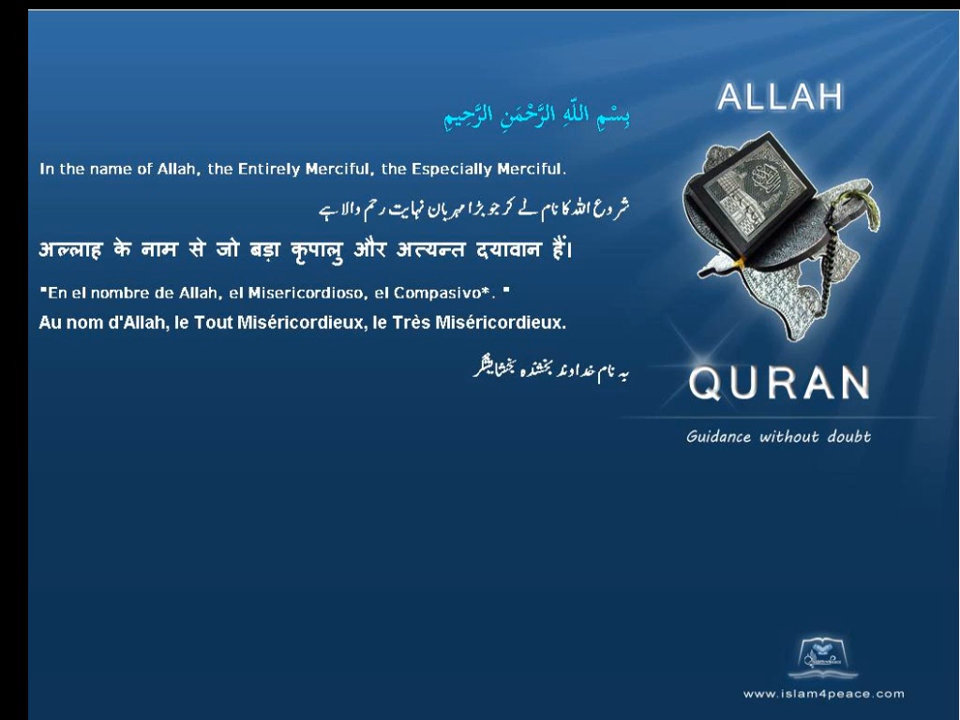 بِسْمِ اللَّهِ الرَّحْمَنِ الرَّحِيمِ
In the name of Allah, the Entirely Merciful, the Especially Merciful.
شروع الله کا نام لے کر جو بڑا مہربان نہایت رحم والا ہے
अल्लाह के नाम से जो बड़ा कृपालु और अत्यन्त दयावान हैं।
"En el nombre de Allah, el Misericordioso, el Compasivo*. "
Au nom d'Allah, le Tout Miséricordieux, le Très Miséricordieux.
به نام خداوند بخشنده بخشایشگر
ALLAH
QURAN
Guidance without doubt
www.islam4peace.com